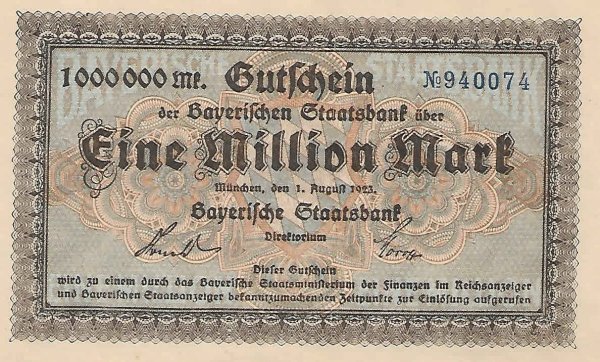 1000000 Mk. Gutschein №940074
der Bayerischen Staatsbank über
Eine Million Mark
München, den 1. August 1923.
Bayerische Staatsbank
Direktorium
Dieser Gutschein
wird zu einem durch das Bayerische Staatsministerium der Finanzen im Reichsanzeiger
und Bayerischen Staatsanzeiger bekanntzumachenden Zeitpunkte zur Einlösung aufgerufen